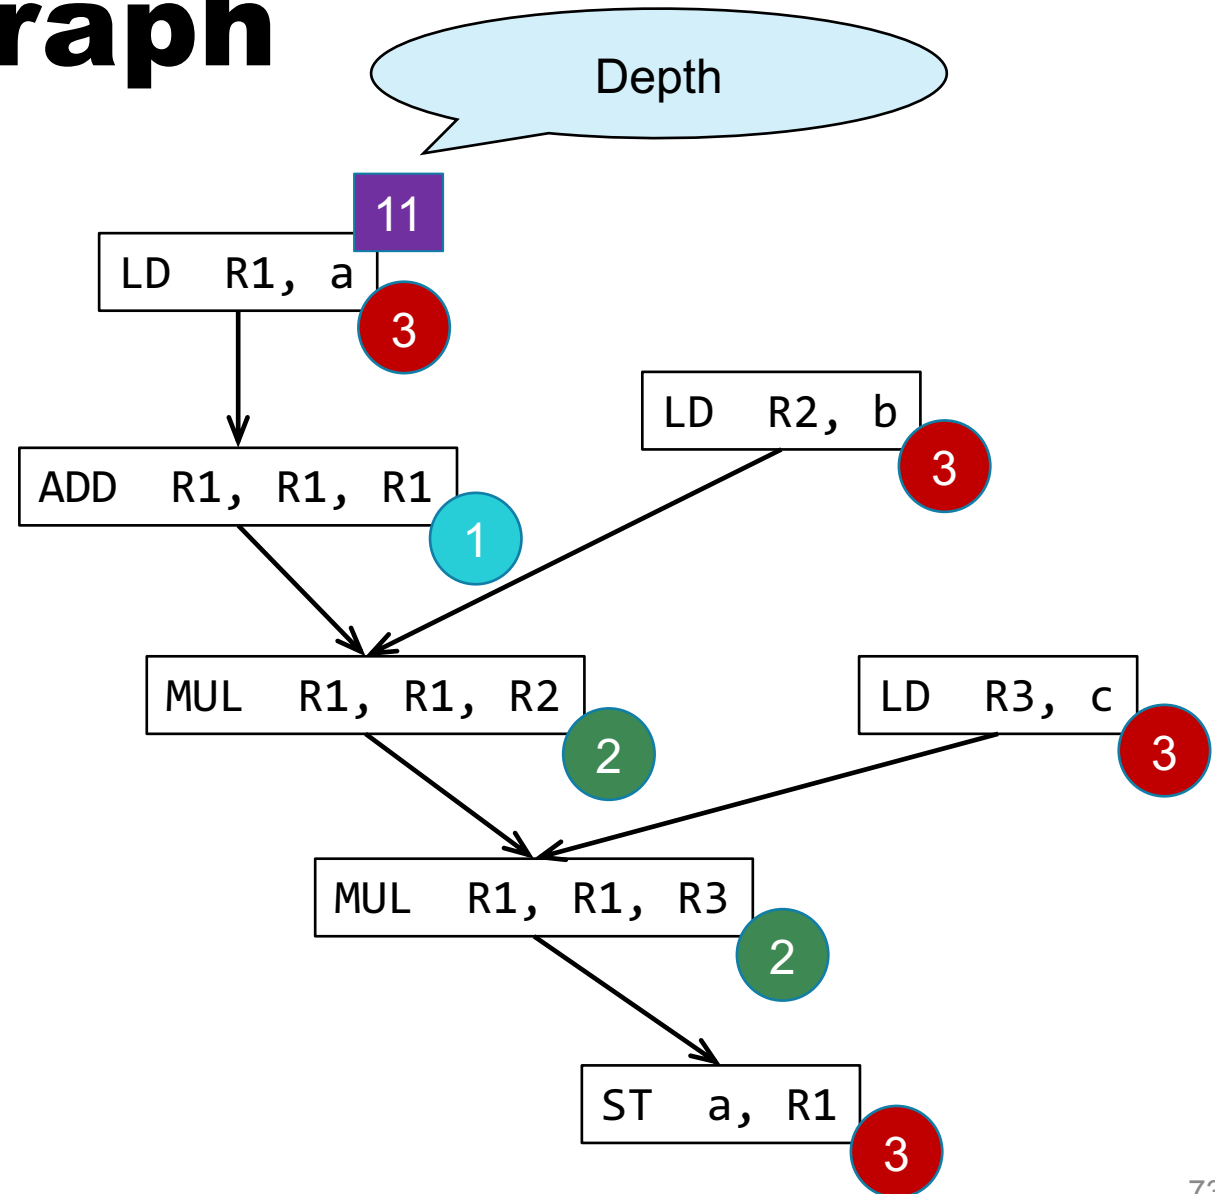 raph
Depth
11
LD R1, a
3
LD R2, b
3
ADD R1, R1, R1
1
MUL R1, R1, R2
2
LD R3, c
3
MUL R1, R1, R3
2
ST a, R1
3
73